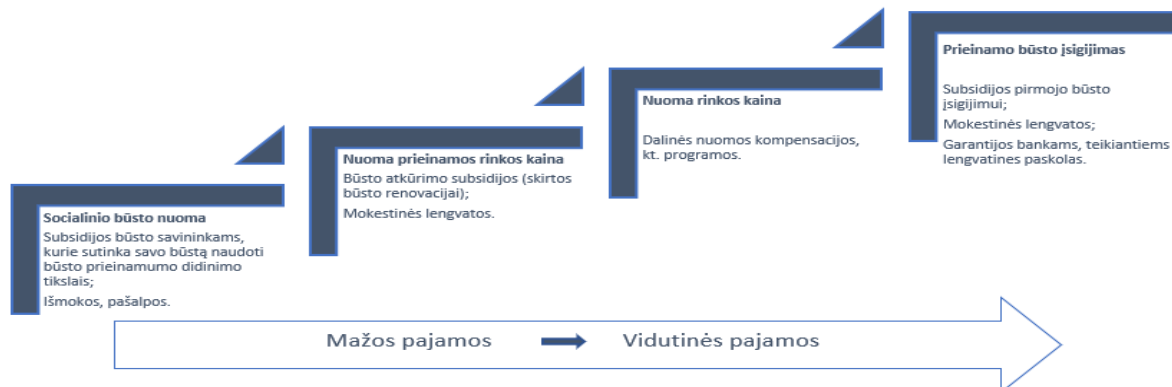 Socialinio būsto nuoma
Subsidijos būsto savininkams,
kurie sutinka savo būstą naudoti
būsto prieinamumo didinimo
tikslais;
Išmokos, pašalpos.
Nuoma prieinamos rinkos kaina
Būsto atkūrimo subsidijos (skirtos
būsto renovacijai);
Mokestinės lengvatos.
Nuoma rinkos kaina
Dalinės nuomos kompensacijos,
kt. programos.
Prieinamo būsto įsigijimas
Subsidijos pirmojo būsto
įsigijimui;
Mokestinės lengvatos;
Garantijos bankams, teikiantiems
lengvatines paskolas.
Mažos pajamos
Vidutinės pajamos